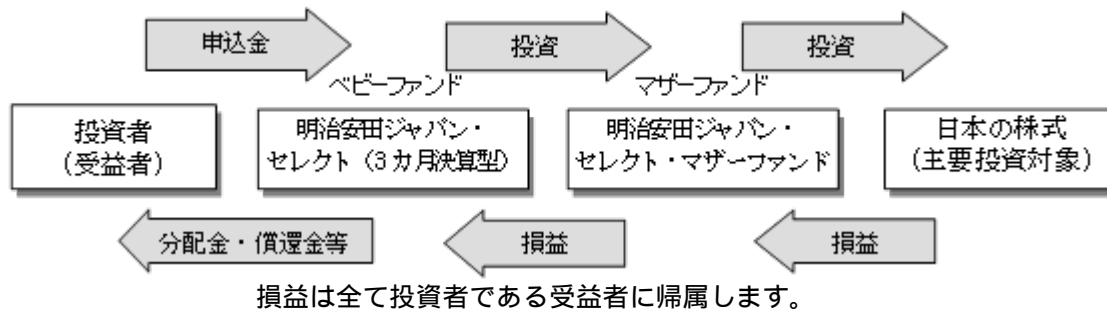 申込金
投資
投資
ベビーファンド
マザーファンド
投資者
(受益者)
明治安田ジャパン・
セレクト(3カ月決算型)
明治安田ジャパン・
セレクト・マザーファンド
日本の株式
(主要投資対象)
分配金・償還金等
損益
損益
損益は全て投資者である受益者に帰属します。